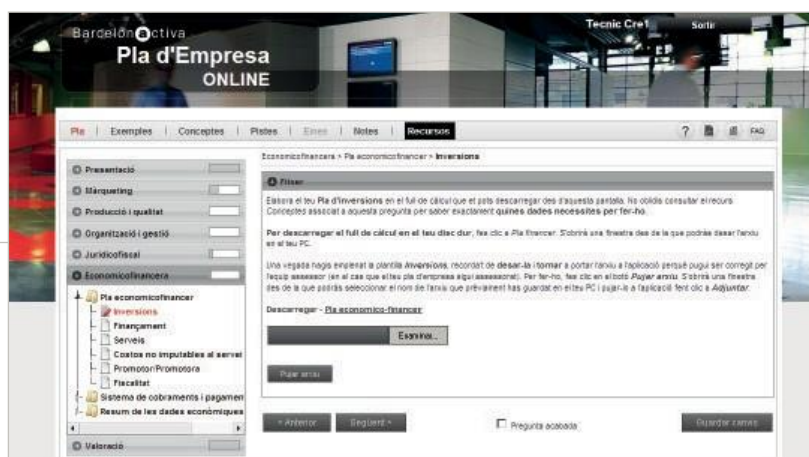 Barcelonactiva
Pla d'Empresa
ONLINE
Tecnic Cre1 Sortir
Pla | Exemples | Conceptes | Pistes | Eines | Notes | Recursos
? FAQ
Presentació
Màrqueting
Producció i qualitat
Organització i gestió
Jurídicofiscal
Economicofinancera
Pla economicofinancer
Inversions
Finançament
Serveis
Costos no imputables al servei
Promotor/Promotora
Fiscalitat
Sistema de cobraments i pagamen
Resum de les dades econòmiques
Valoració
Economicofinancera > Pla economicofinancer > Inversions
Fitxer
Elabora el teu Pla d'inversions en el full de càlcul que et pots descarregar des d'aquesta pantalla. No oblidis consultar el recurs
Conceptes associat a aquesta pregunta per saber exactament quines dades necessites per fer-ho.
Per descarregar el full de càlcul en el teu disc dur, fes clic a Pla financer. S'obrirà una finestra des de la que podràs desar l'arxiu
en el teu PC.
Una vegada hagis emplenat la plantilla Inversions, recorda't de desar-la i tornar a portar l'arxiu a l'aplicació perquè pugui ser corregit per
l'equip assessor (en el cas que el teu pla d'empresa sigui assessorat). Per fer-ho, fes clic en el botó Pujar arxiu. S'obrirà una finestra
des de la que podràs seleccionar el nom de l'arxiu que prèviament has guardat en el teu PC i pujar-lo a l'aplicació fent clic a Adjuntar.
Descarregar - Pla economico-financer
Examinar...
Pujar arxiu
< Anterior Següent > Pregunta acabada Guardar canvis